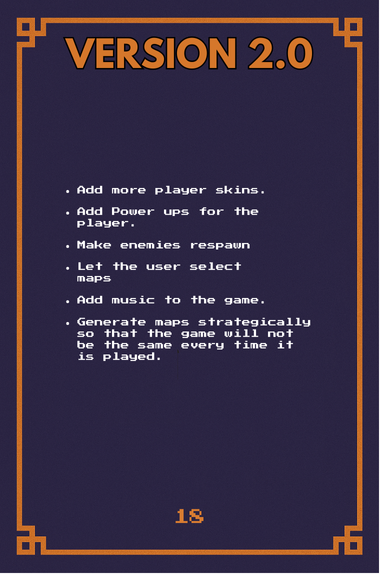 VERSION 2.0
• Add more player skins.
• Add Power ups for the
player.
• Make enemies respawn
• Let the user select
maps
• Add music to the game.
• Generate maps strategically
so that the game will not
be the same every time it
is played.
18